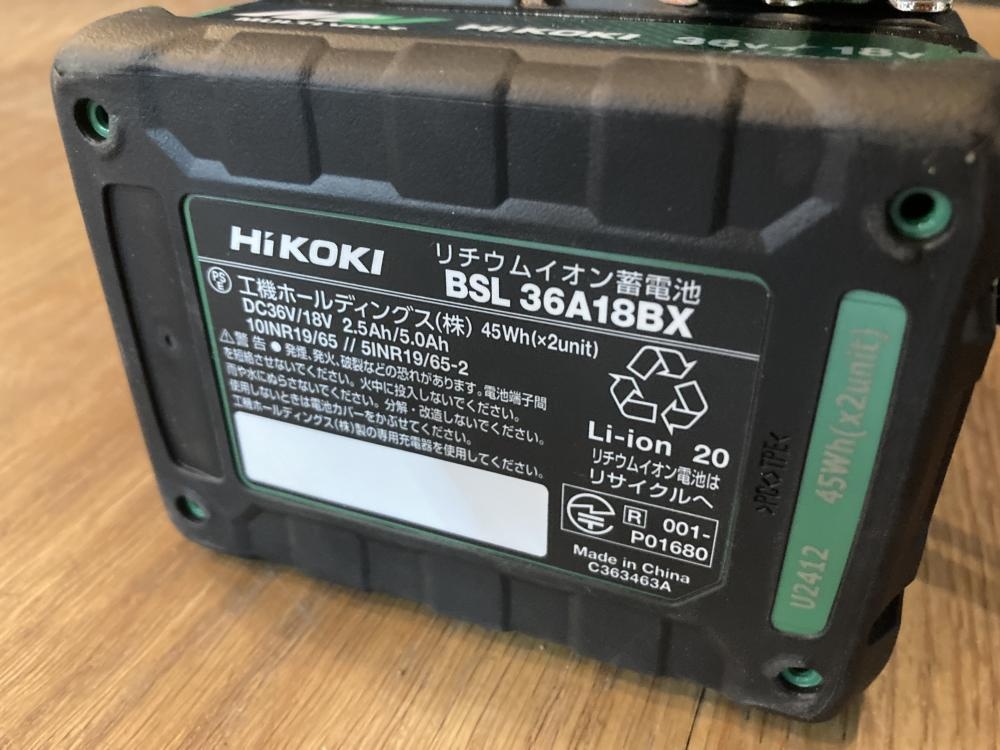 HiKOKI 36V 18V
HiKOKI
リチウムイオン蓄電池
BSL 36A18BX
PS
E
工機ホールディングス(株) 45Wh(×2unit)
DC36V/18V 2.5Ah/5.0Ah
10INR19/65 // 5INR19/65-2
⚠警告 ● 発煙、発火、破裂などの恐れがあります。電池端子間
を短絡させないでください。火中に投入しないでください。
雨や水にぬらさないでください。分解・改造しないでください。
使用しないときは電池カバーをかぶせてください。
工機ホールディングス(株)製の専用充電器を使用してください。
Li-ion 20
リチウムイオン電池は
リサイクルへ
R 001-
P01680
Made in China
C363463A
>PC<>TPE<
U2412 45Wh(x2unit)